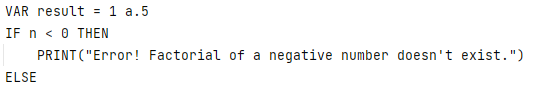 VAR result = 1 a.5
IF n < 0 THEN
    PRINT("Error! Factorial of a negative number doesn't exist.")
ELSE